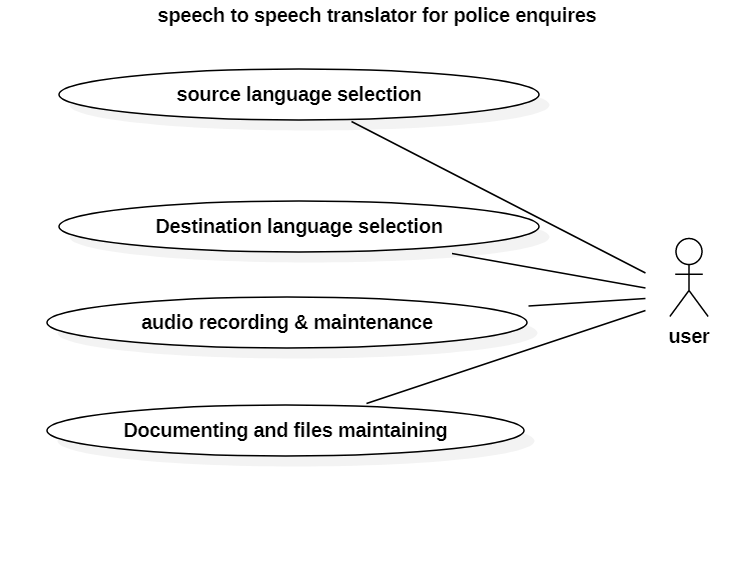 speech to speech translator for police enquires
source language selection
Destination language selection
audio recording & maintenance
user
Documenting and files maintaining